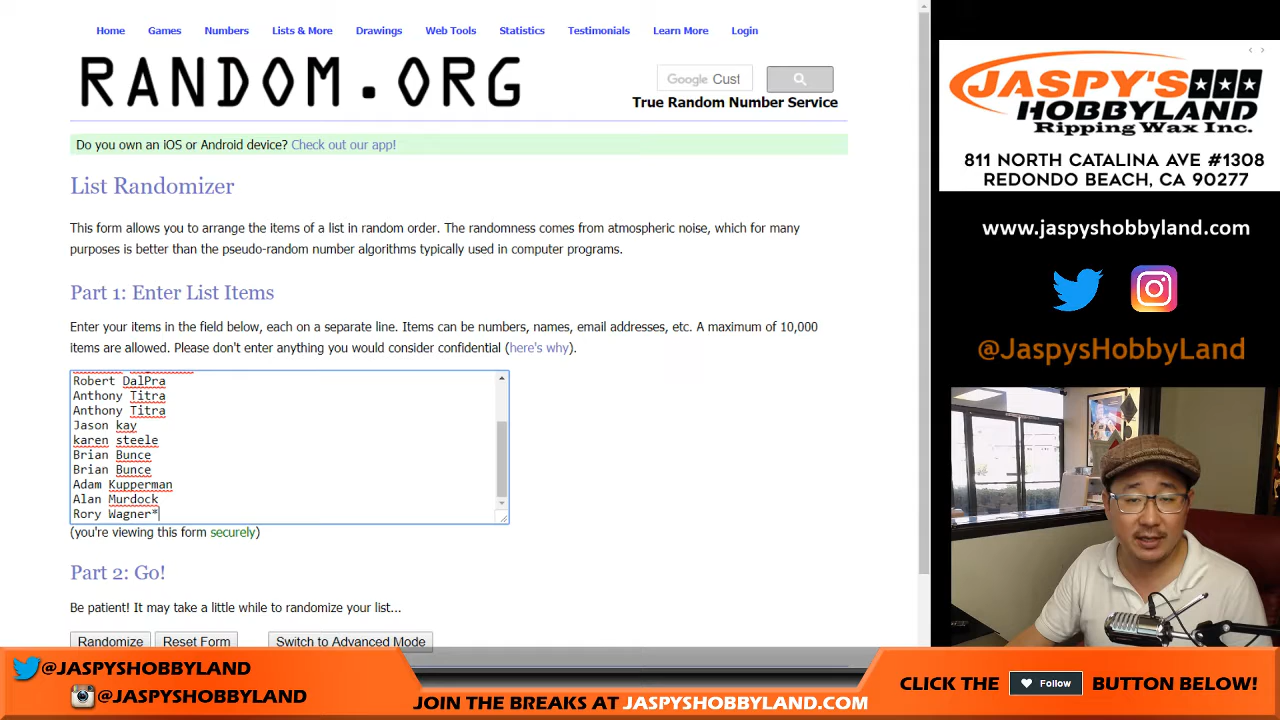 Home Games Numbers Lists & More Drawings Web Tools Statistics Testimonials Learn More Login
RANDOM.ORG
Google Cust
True Random Number Service
Do you own an iOS or Android device? Check out our app!
List Randomizer
This form allows you to arrange the items of a list in random order. The randomness comes from atmospheric noise, which for many
purposes is better than the pseudo-random number algorithms typically used in computer programs.
Part 1: Enter List Items
Enter your items in the field below, each on a separate line. Items can be numbers, names, email addresses, etc. A maximum of 10,000
items are allowed. Please don't enter anything you would consider confidential (here's why).
Robert DalPra
Anthony Titra
Anthony Titra
Jason kay
karen steele
Brian Bunce
Brian Bunce
Adam Kupperman
Alan Murdock
Rory Wagner*
(you're viewing this form securely)
Part 2: Go!
Be patient! It may take a little while to randomize your list...
Randomize Reset Form Switch to Advanced Mode
JASPY'S
HOBBYLAND
Ripping Wax Inc.
811 NORTH CATALINA AVE #1308
REDONDO BEACH, CA 90277
www.jaspyshobbyland.com
@JaspysHobbyLand
@JASPYSHOBBYLAND
@JASPYSHOBBYLAND
JOIN THE BREAKS AT JASPYSHOBBYLAND.COM
CLICK THE Follow BUTTON BELOW!